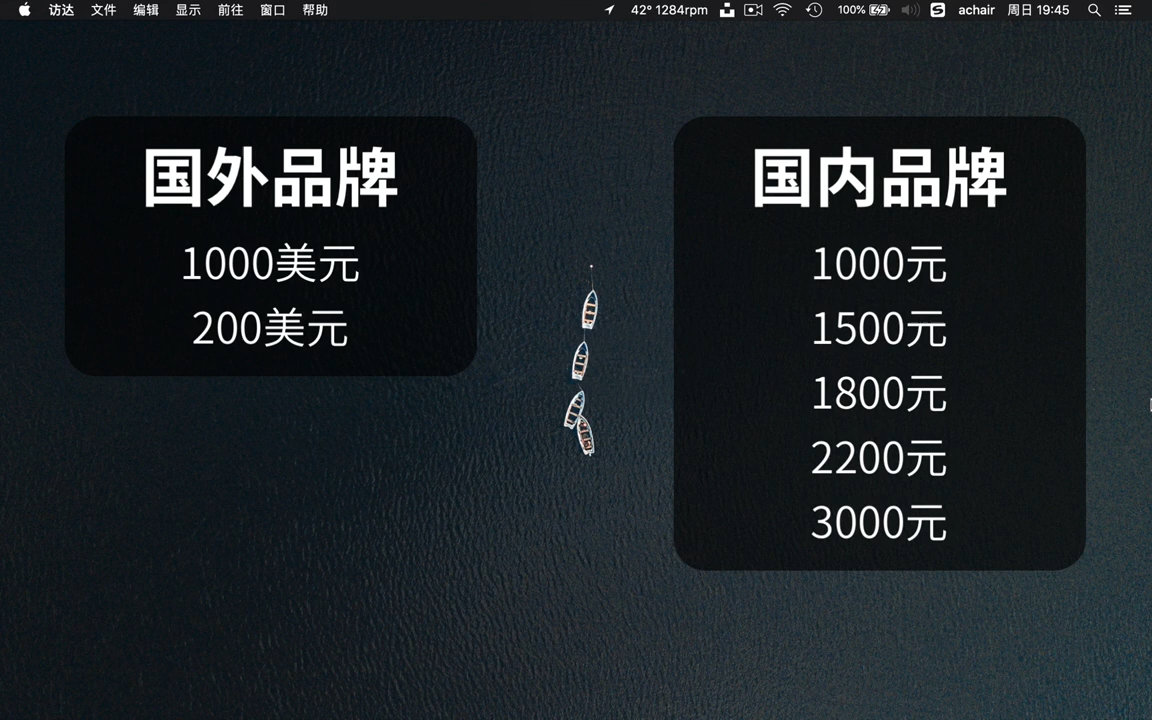 访达 文件 编辑 显示 前往 窗口 帮助 42° 1284rpm 100% achair 周日 19:45
国外品牌
1000美元
200美元
国内品牌
1000元
1500元
1800元
2200元
3000元